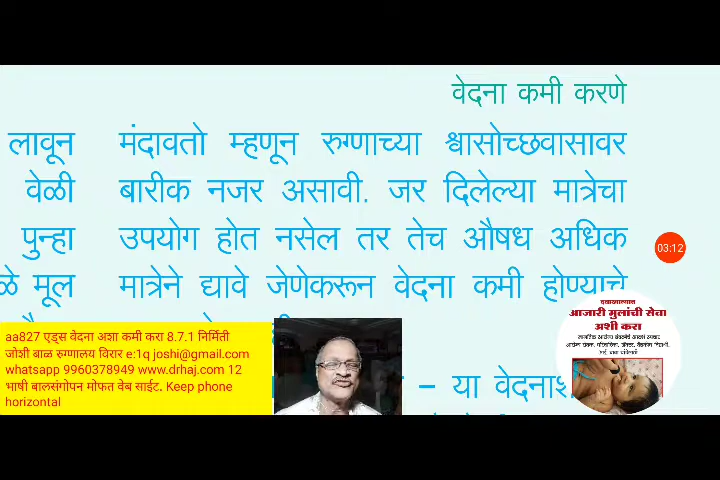 वेदना कमी करणे
लावून मंदावतो म्हणून रुग्णाच्या श्वासोच्छवासावर
वेळी बारीक नजर असावी. जर दिलेल्या मात्रेचा
पुन्हा उपयोग होत नसेल तर तेच औषध अधिक
ळे मूल मात्रेने द्यावे जेणेकरून वेदना कमी होण्याचे
– या वेदनाश
03:12
दवाखान्यात
आजारी मुलांची सेवा
अशी करा
aa827 एड्स वेदना अशा कमी करा 8.7.1 निर्मिती
जोशी बाळ रुग्णालय विरार e:1q joshi@gmail.com
whatsapp 9960378949 www.drhaj.com 12
भाषी बालसंगोपन मोफत वेब साईट. Keep phone
horizontal